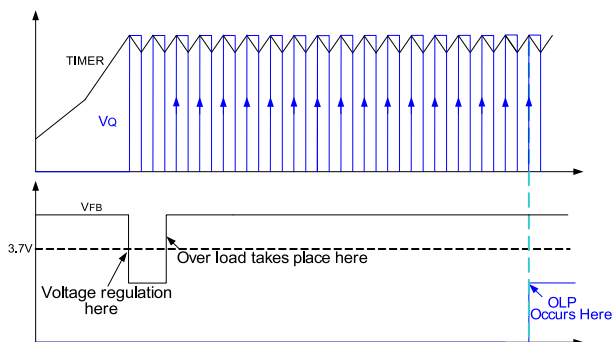 TIMER
VQ
VFB
3.7V
Over load takes place here
Voltage regulation
here
OLP
Occurs Here